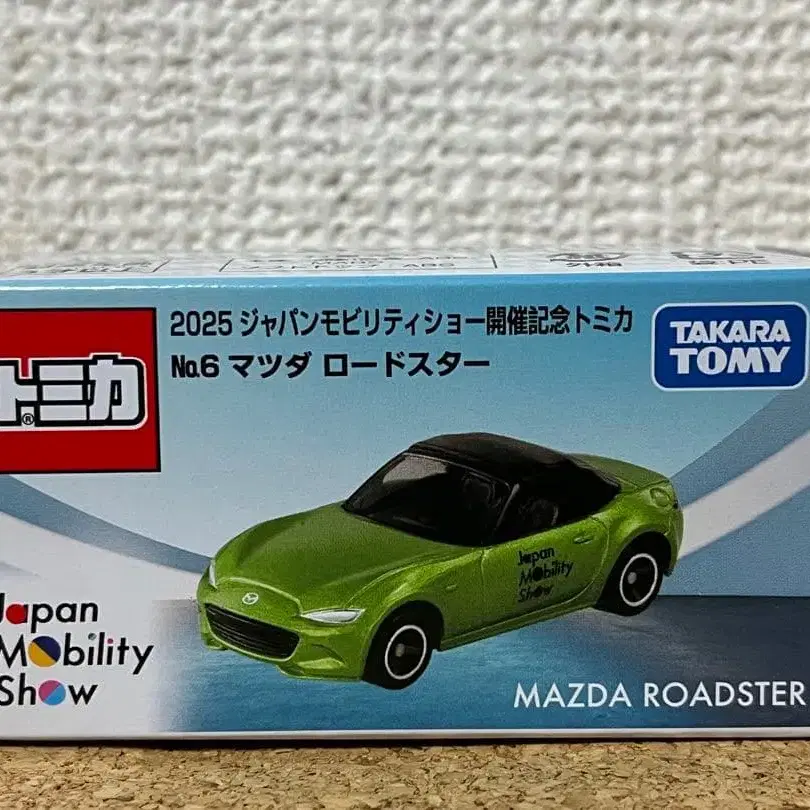 2025 ジャパンモビリティショー開催記念トミカ
No.6 マツダ ロードスター
トミカ
®
TAKARA
TOMY
Japan
Mobility
Show
Japan
Mobility
Show
MAZDA ROADSTER